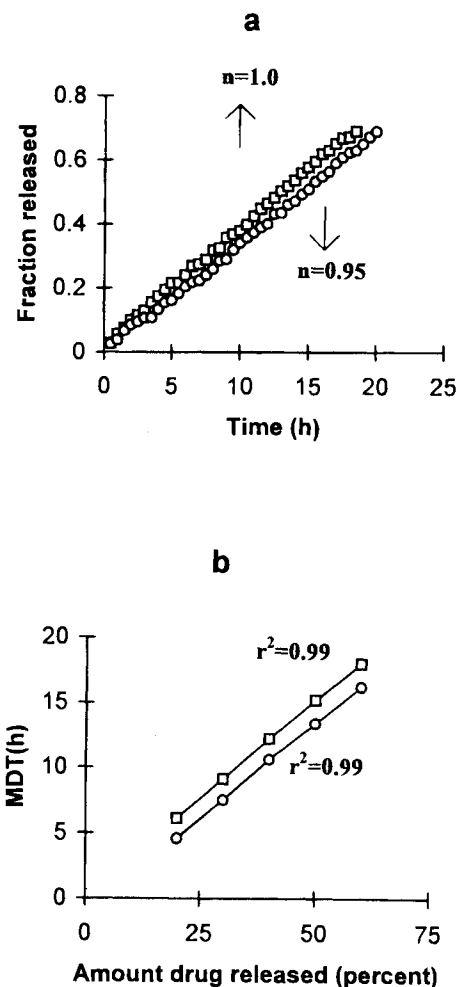 a
n=1.0
0.8
0.6
0.4
0.2
0
Fraction released
n=0.95
0 5 10 15 20 25
Time (h)
b
20
15
10
5
0
MDT(h)
r²=0.99
r²=0.99
0 25 50 75
Amount drug released (percent)